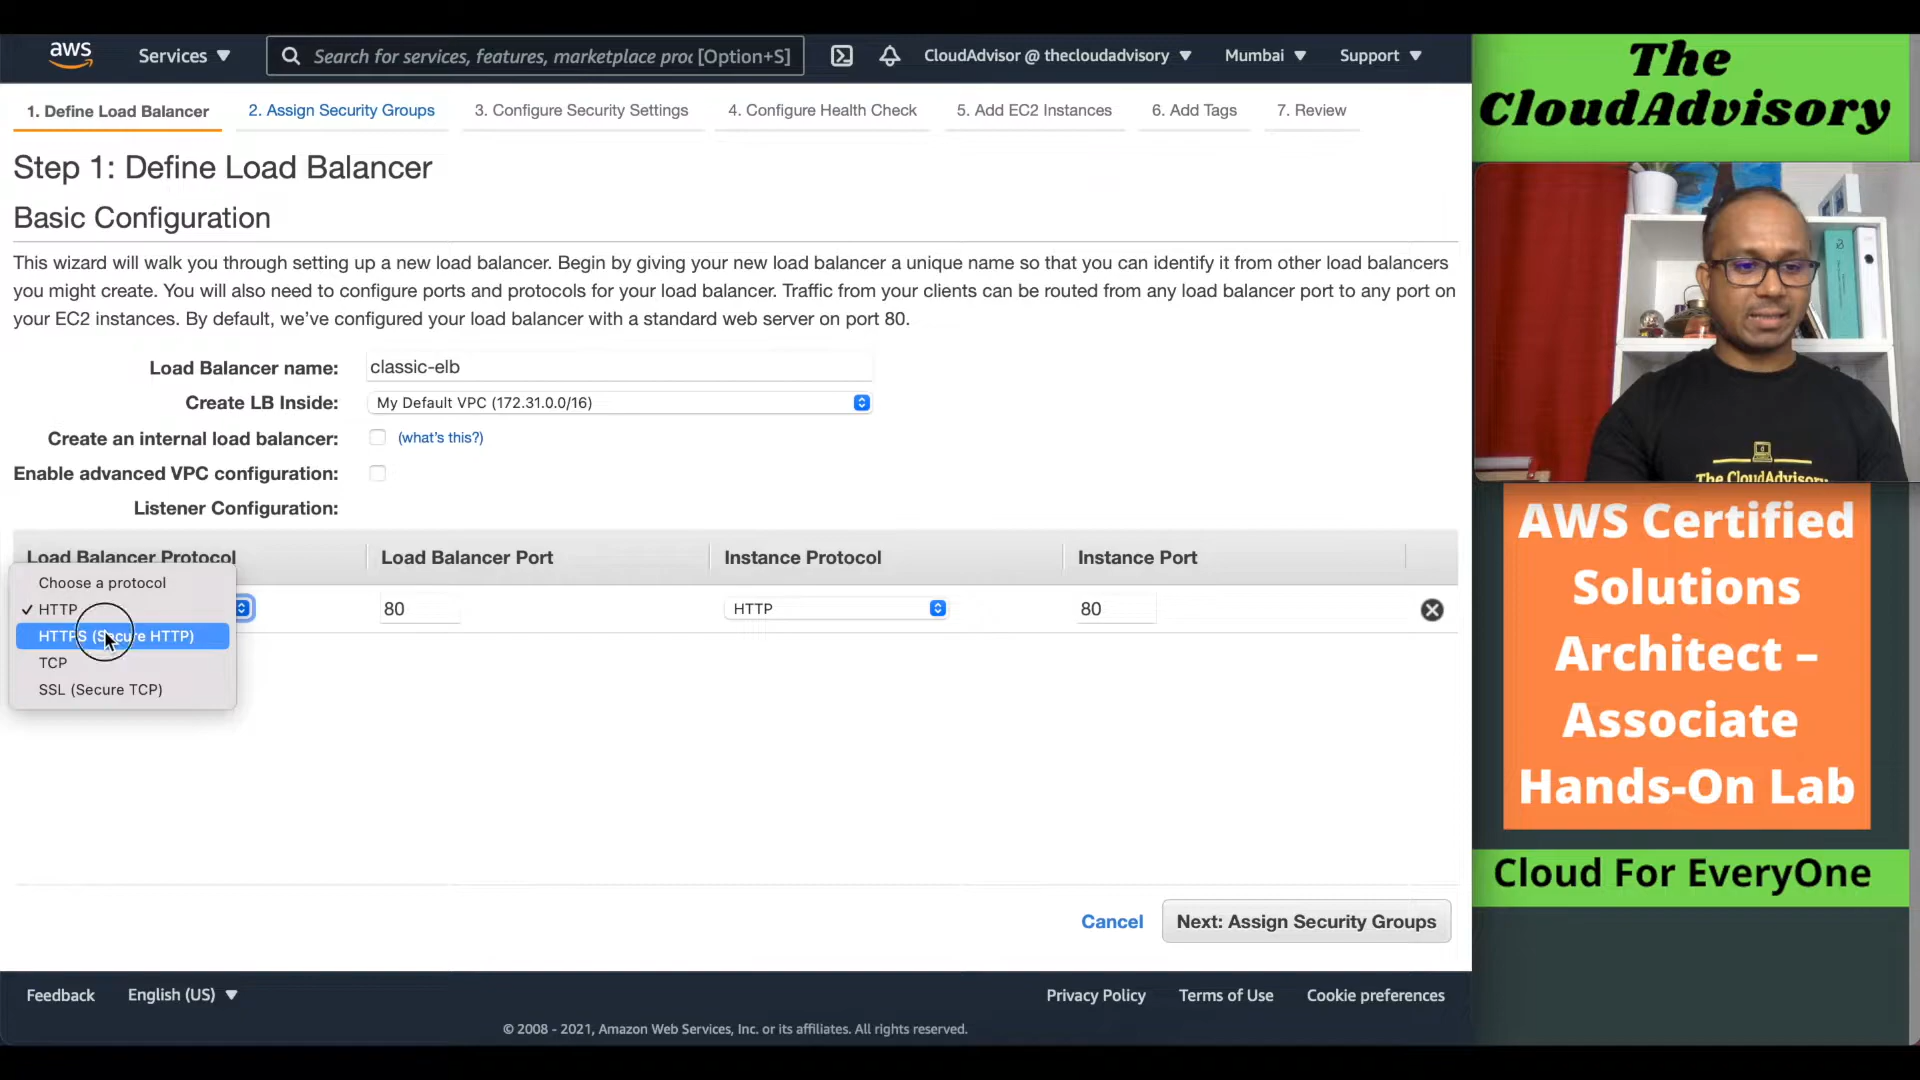 aws
Services
Search for services, features, marketplace proc [Option+S]
CloudAdvisor @ thecloudadvisory
Mumbai
Support
1. Define Load Balancer
2. Assign Security Groups
3. Configure Security Settings
4. Configure Health Check
5. Add EC2 Instances
6. Add Tags
7. Review
Step 1: Define Load Balancer
Basic Configuration
This wizard will walk you through setting up a new load balancer. Begin by giving your new load balancer a unique name so that you can identify it from other load balancers
you might create. You will also need to configure ports and protocols for your load balancer. Traffic from your clients can be routed from any load balancer port to any port on
your EC2 instances. By default, we've configured your load balancer with a standard web server on port 80.
Load Balancer name: classic-elb
Create LB Inside: My Default VPC (172.31.0.0/16)
Create an internal load balancer: (what's this?)
Enable advanced VPC configuration:
Listener Configuration:
Load Balancer Protocol
Load Balancer Port
Instance Protocol
Instance Port
Choose a protocol
✓ HTTP
HTTPS (Secure HTTP)
TCP
SSL (Secure TCP)
80
HTTP
80
Cancel
Next: Assign Security Groups
Feedback
English (US)
Privacy Policy
Terms of Use
Cookie preferences
© 2008 - 2021, Amazon Web Services, Inc. or its affiliates. All rights reserved.
The
CloudAdvisory
The CloudAdvisory
AWS Certified
Solutions
Architect –
Associate
Hands-On Lab
Cloud For EveryOne